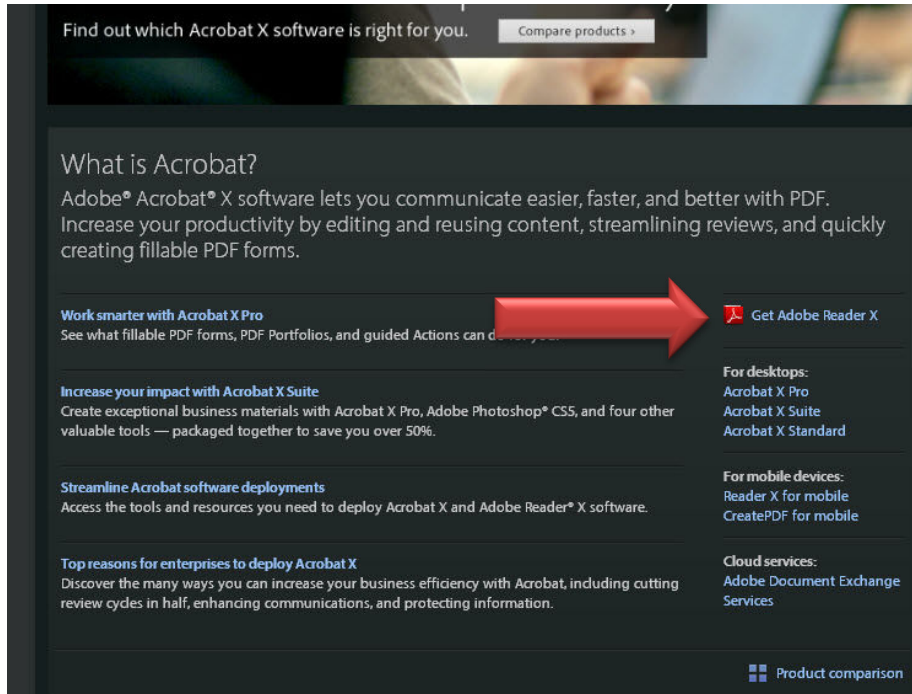 Find out which Acrobat X software is right for you.
Compare products ›
What is Acrobat?
Adobe® Acrobat® X software lets you communicate easier, faster, and better with PDF.
Increase your productivity by editing and reusing content, streamlining reviews, and quickly
creating fillable PDF forms.
Work smarter with Acrobat X Pro
See what fillable PDF forms, PDF Portfolios, and guided Actions can
Increase your impact with Acrobat X Suite
Create exceptional business materials with Acrobat X Pro, Adobe Photoshop® CS5, and four other
valuable tools — packaged together to save you over 50%.
Streamline Acrobat software deployments
Access the tools and resources you need to deploy Acrobat X and Adobe Reader® X software.
Top reasons for enterprises to deploy Acrobat X
Discover the many ways you can increase your business efficiency with Acrobat, including cutting
review cycles in half, enhancing communications, and protecting information.
Get Adobe Reader X
For desktops:
Acrobat X Pro
Acrobat X Suite
Acrobat X Standard
For mobile devices:
Reader X for mobile
CreatePDF for mobile
Cloud services:
Adobe Document Exchange
Services
Product comparison